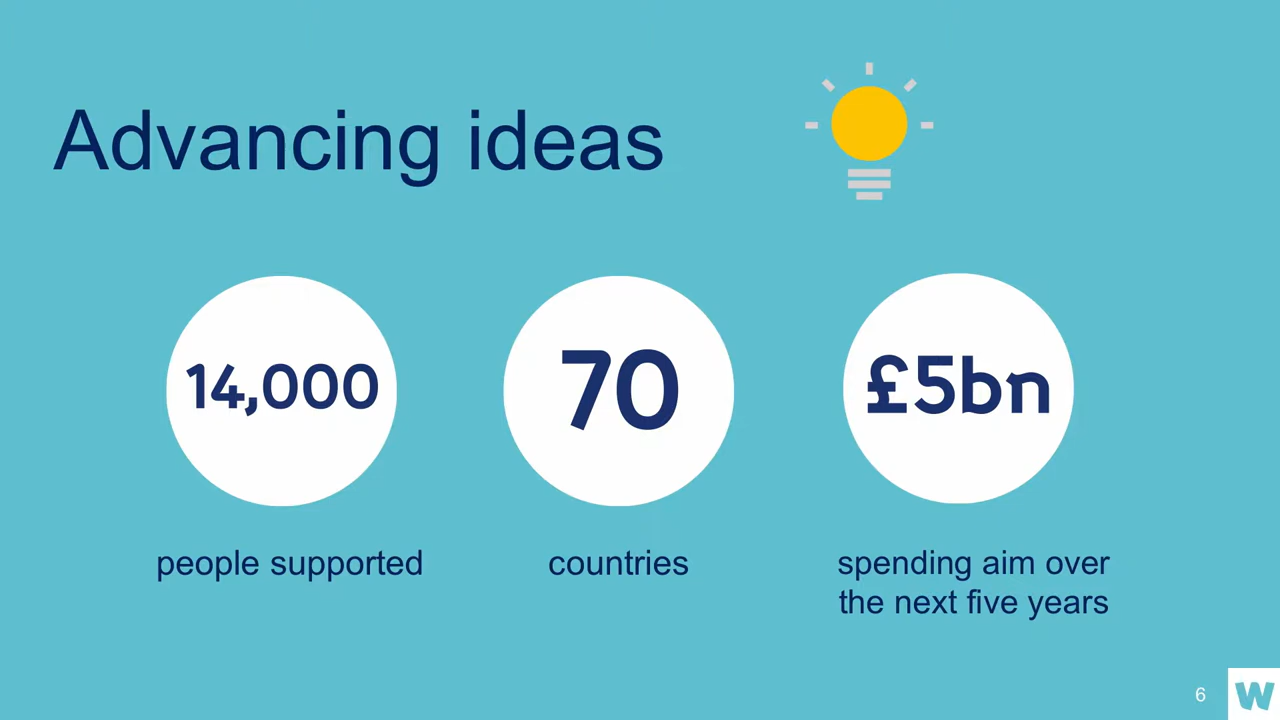 Advancing ideas
14,000
70
£5bn
people supported
countries
spending aim over
the next five years
6
W